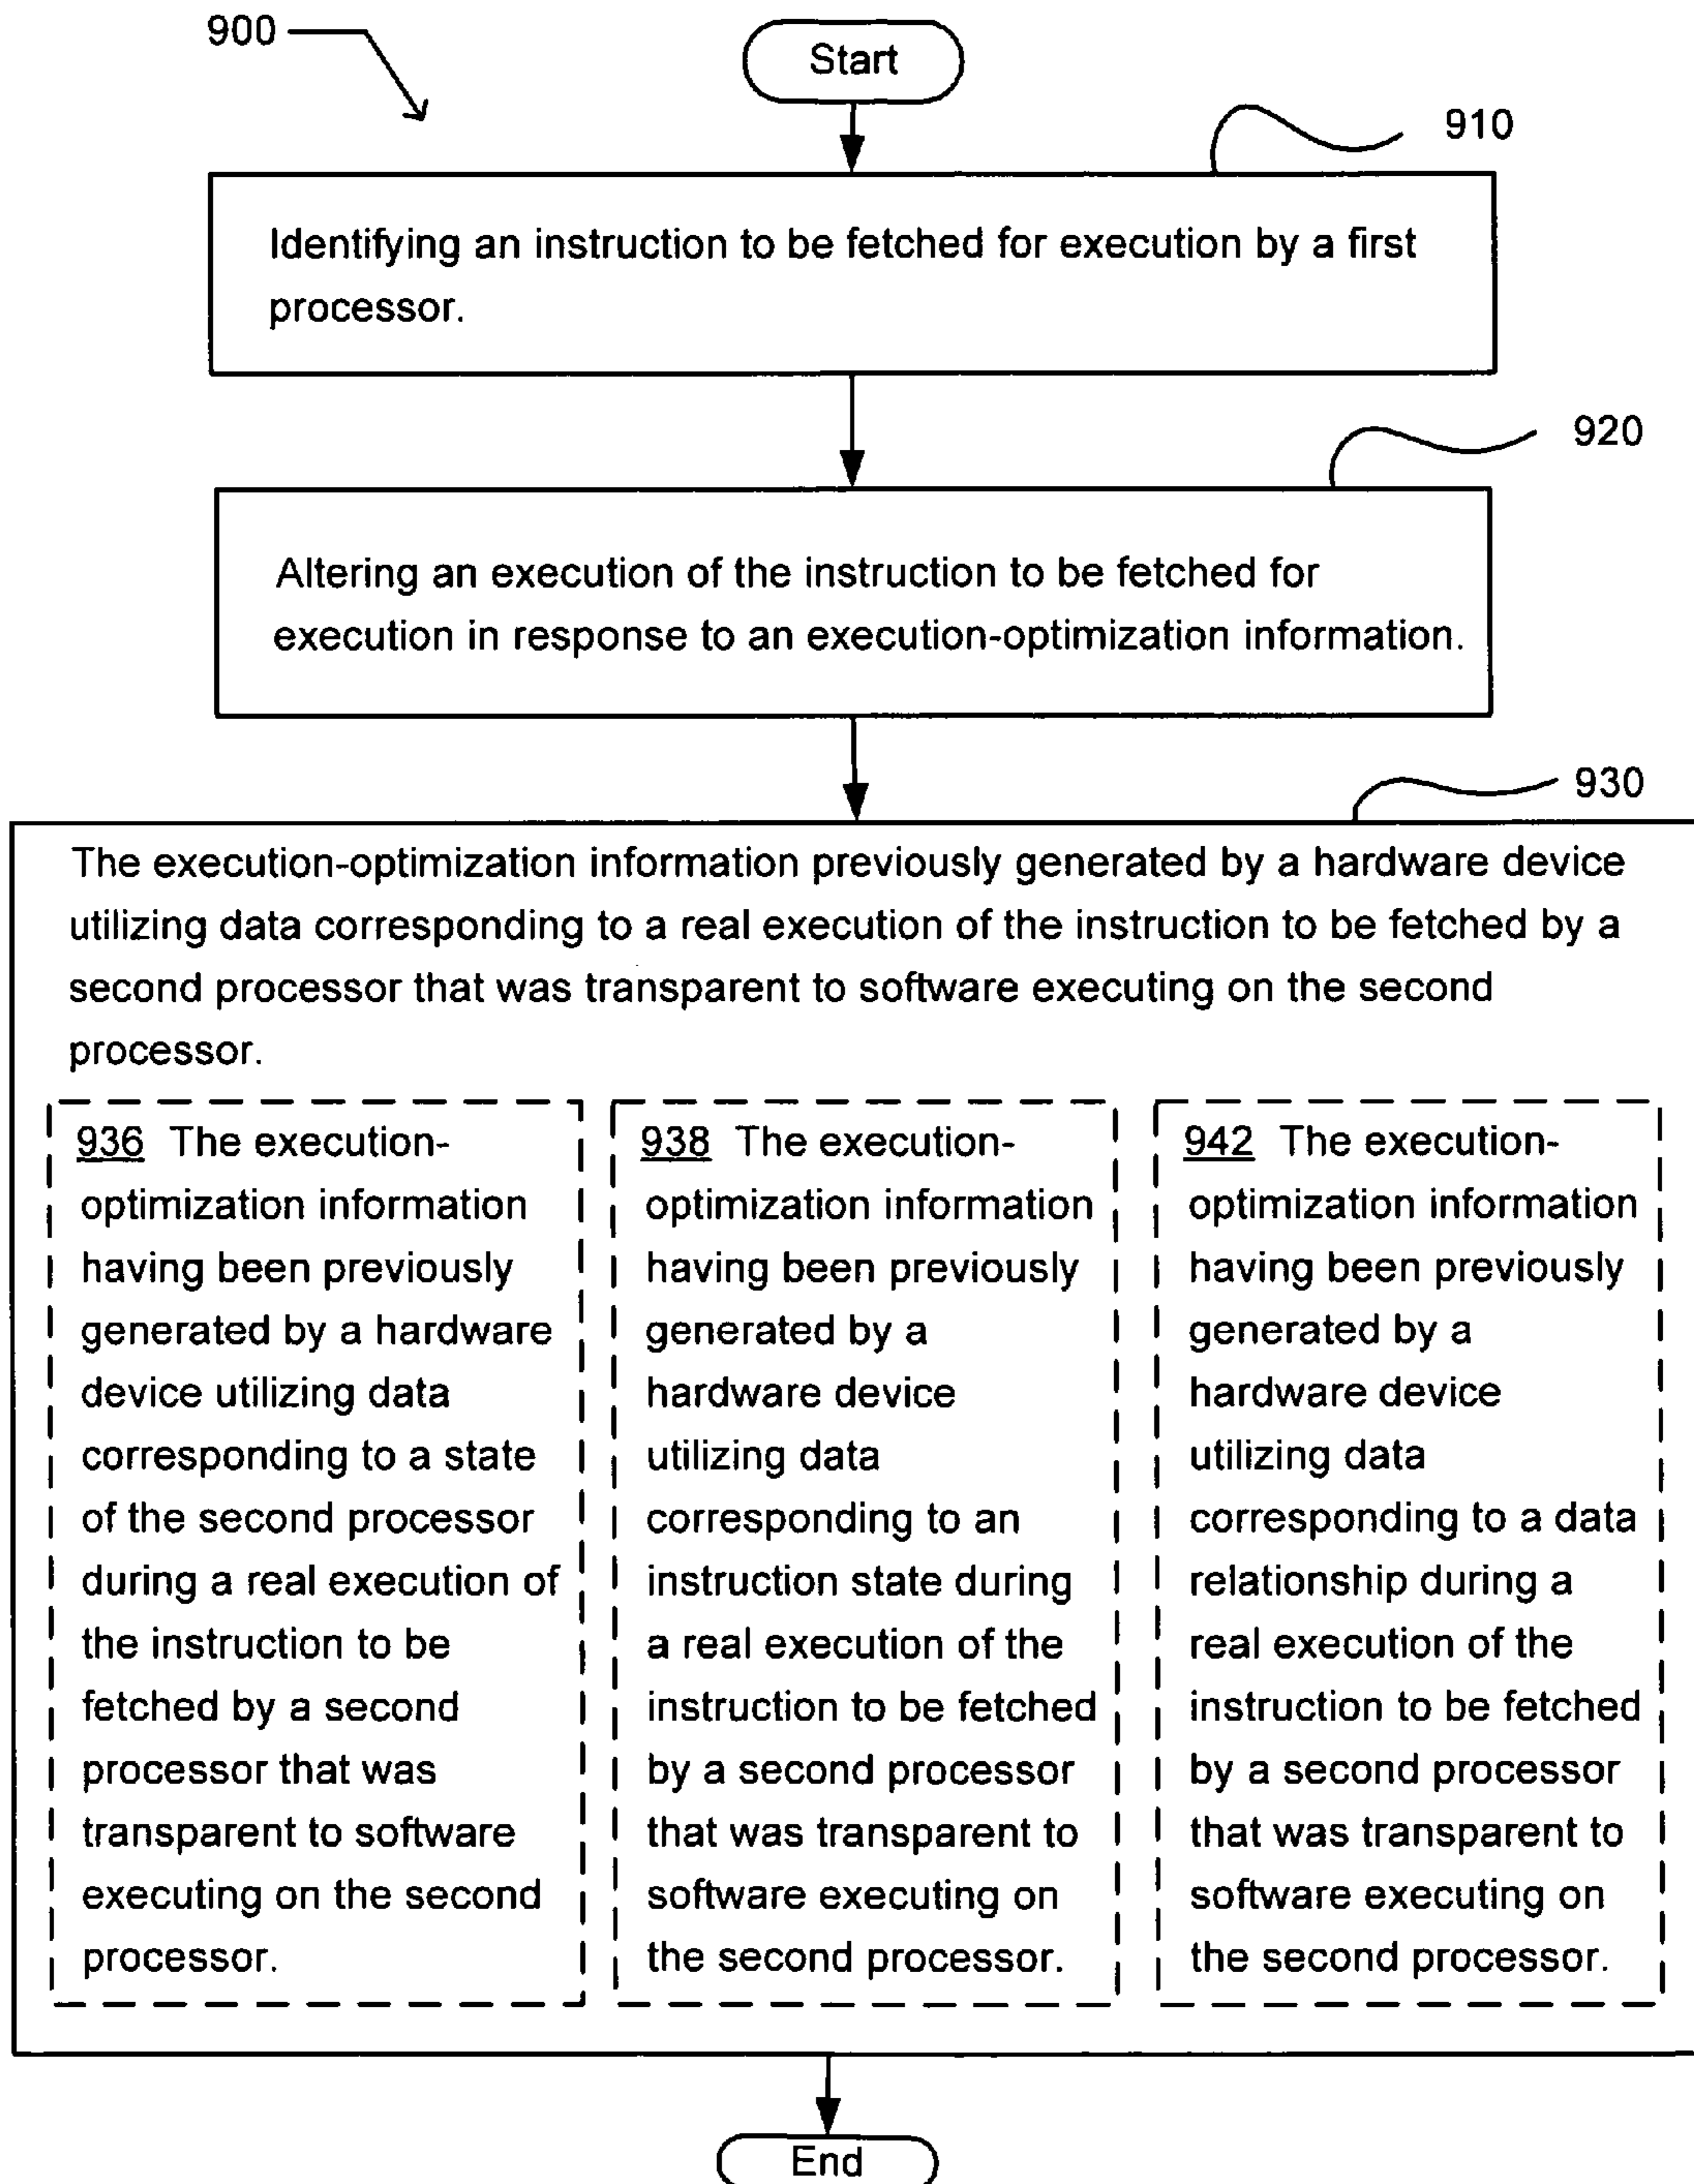 900
Start
910
Identifying an instruction to be fetched for execution by a first
processor.
920
Altering an execution of the instruction to be fetched for
execution in response to an execution-optimization information.
930
The execution-optimization information previously generated by a hardware device
utilizing data corresponding to a real execution of the instruction to be fetched by a
second processor that was transparent to software executing on the second
processor.
936 The execution-
optimization information
having been previously
generated by a hardware
device utilizing data
corresponding to a state
of the second processor
during a real execution of
the instruction to be
fetched by a second
processor that was
transparent to software
executing on the second
processor.
938 The execution-
optimization information
having been previously
generated by a
hardware device
utilizing data
corresponding to an
instruction state during
a real execution of the
instruction to be fetched
by a second processor
that was transparent to
software executing on
the second processor.
942 The execution-
optimization information
having been previously
generated by a
hardware device
utilizing data
corresponding to a data
relationship during a
real execution of the
instruction to be fetched
by a second processor
that was transparent to
software executing on
the second processor.
End